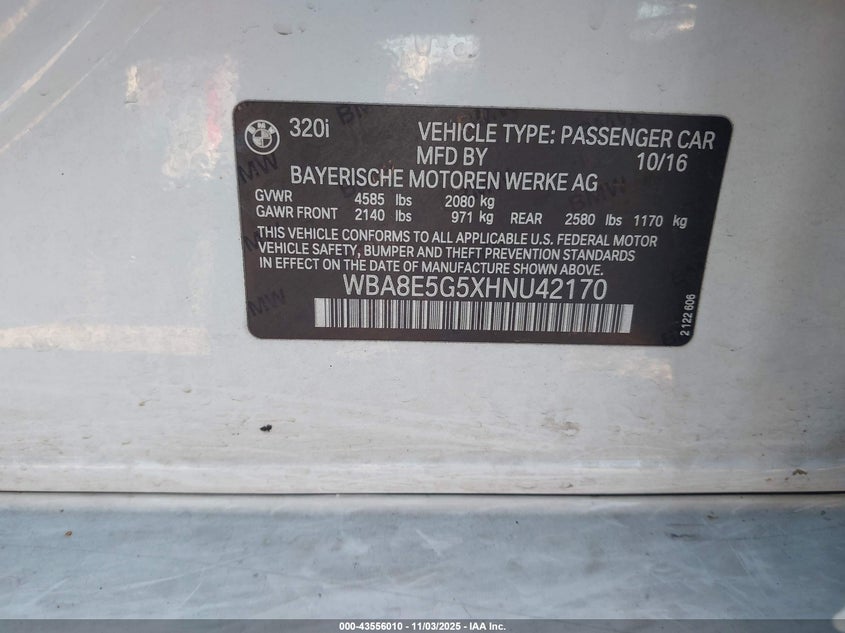 320i VEHICLE TYPE: PASSENGER CAR
MFD BY 10/16
BAYERISCHE MOTOREN WERKE AG
GVWR 4585 lbs 2080 kg
GAWR FRONT 2140 lbs 971 kg REAR 2580 lbs 1170 kg
THIS VEHICLE CONFORMS TO ALL APPLICABLE U.S. FEDERAL MOTOR
VEHICLE SAFETY, BUMPER AND THEFT PREVENTION STANDARDS
IN EFFECT ON THE DATE OF MANUFACTURE SHOWN ABOVE.
WBA8E5G5XHNU42170
2 122 606
000-43556010 - 11/03/2025 - IAA Inc.